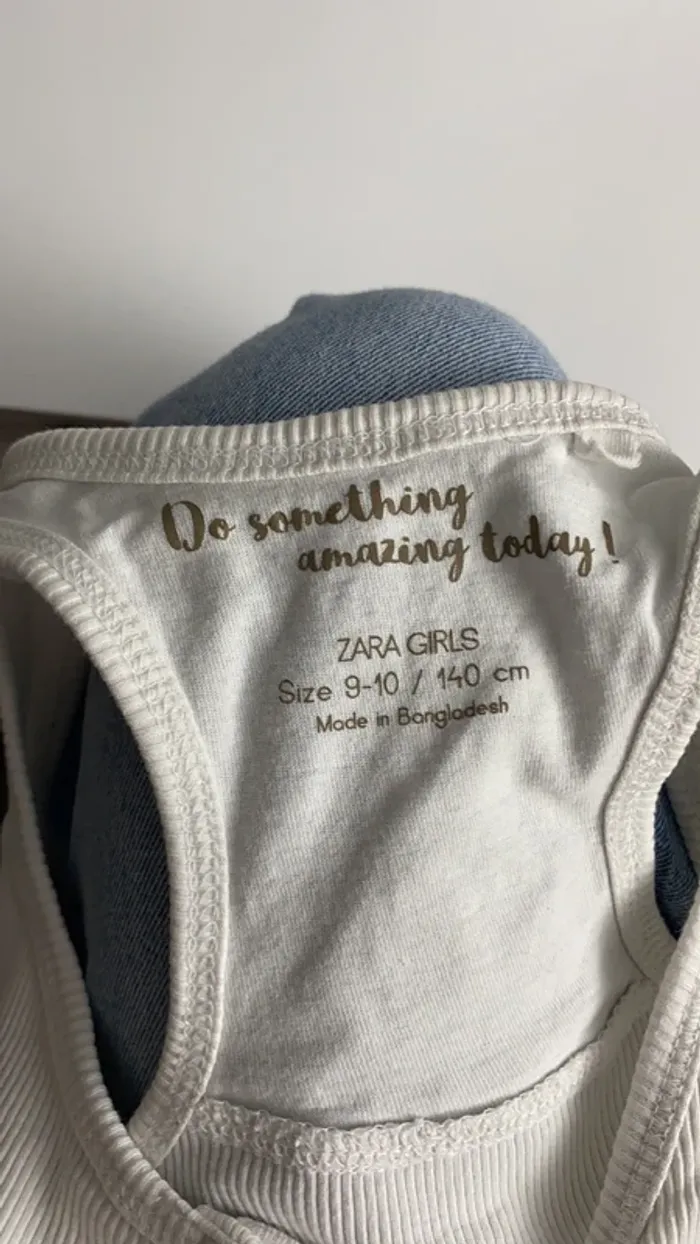 Do something
amazing today!
ZARA GIRLS
Size 9-10 / 140 cm
Made in Bangladesh